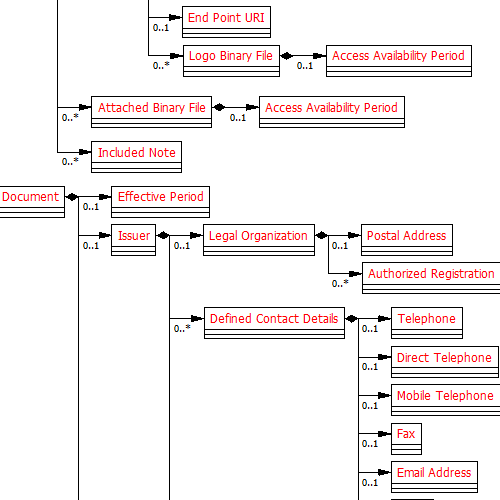 End Point URI
0..1
Logo Binary File
Access Availability Period
0..*
0..1
Attached Binary File
Access Availability Period
0..*
0..1
Included Note
0..*
Document
Effective Period
0..1
Issuer
Legal Organization
Postal Address
0..1
0..1
0..1
Authorized Registration
0..*
Defined Contact Details
Telephone
0..*
0..1
Direct Telephone
0..1
Mobile Telephone
0..1
Fax
0..1
Email Address
0..1